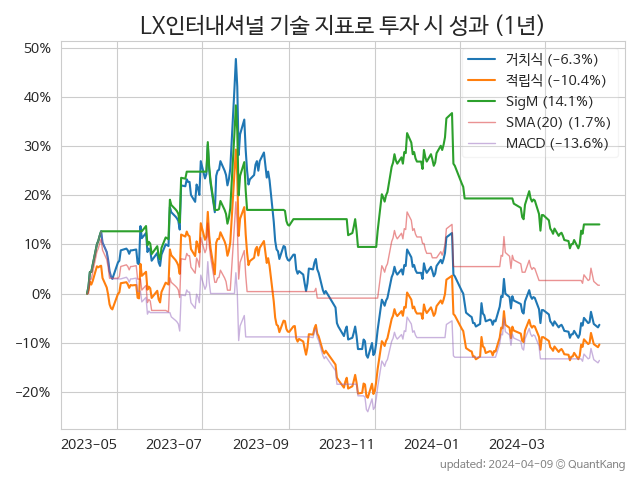 LX인터내셔널 기술 지표로 투자 시 성과 (1년)
50%
40%
30%
20%
10%
0%
−10%
−20%
거치식 (−6.3%)
적립식 (−10.4%)
SigM (14.1%)
SMA(20) (1.7%)
MACD (−13.6%)
2023-05 2023-07 2023-09 2023-11 2024-01 2024-03
updated: 2024-04-09 © QuantKang